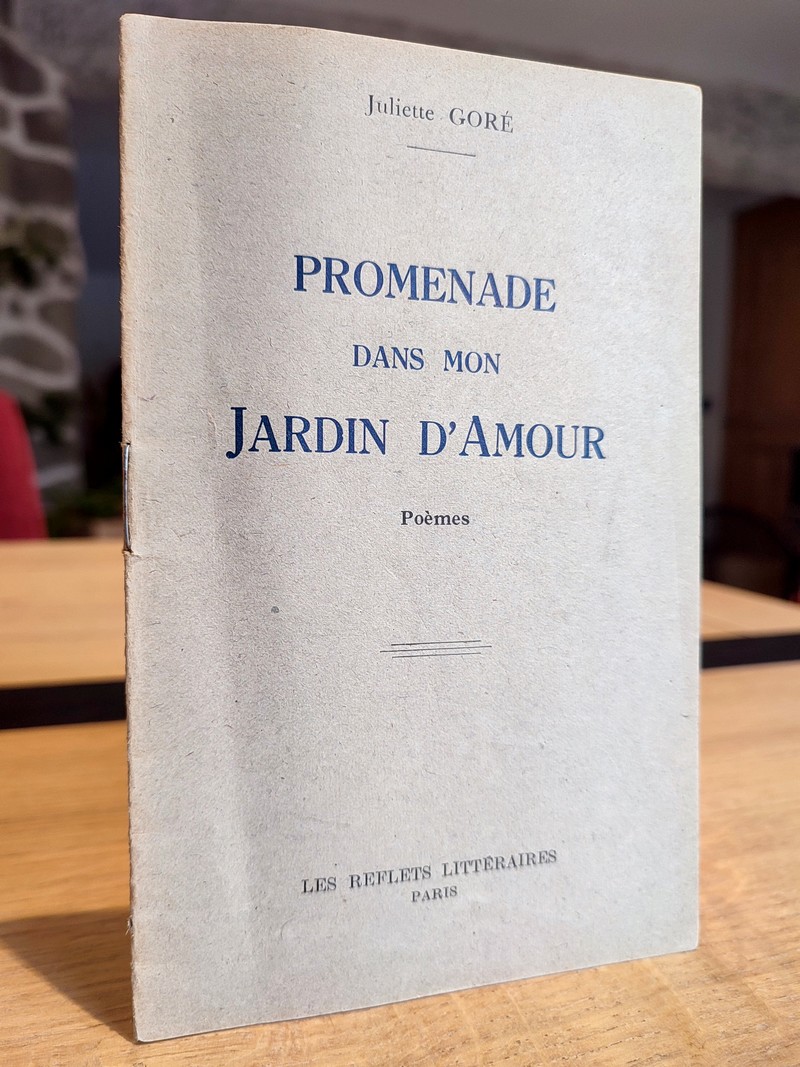 Juliette GORÉ
PROMENADE
DANS MON
JARDIN D'AMOUR
Poèmes
LES REFLETS LITTÉRAIRES
PARIS